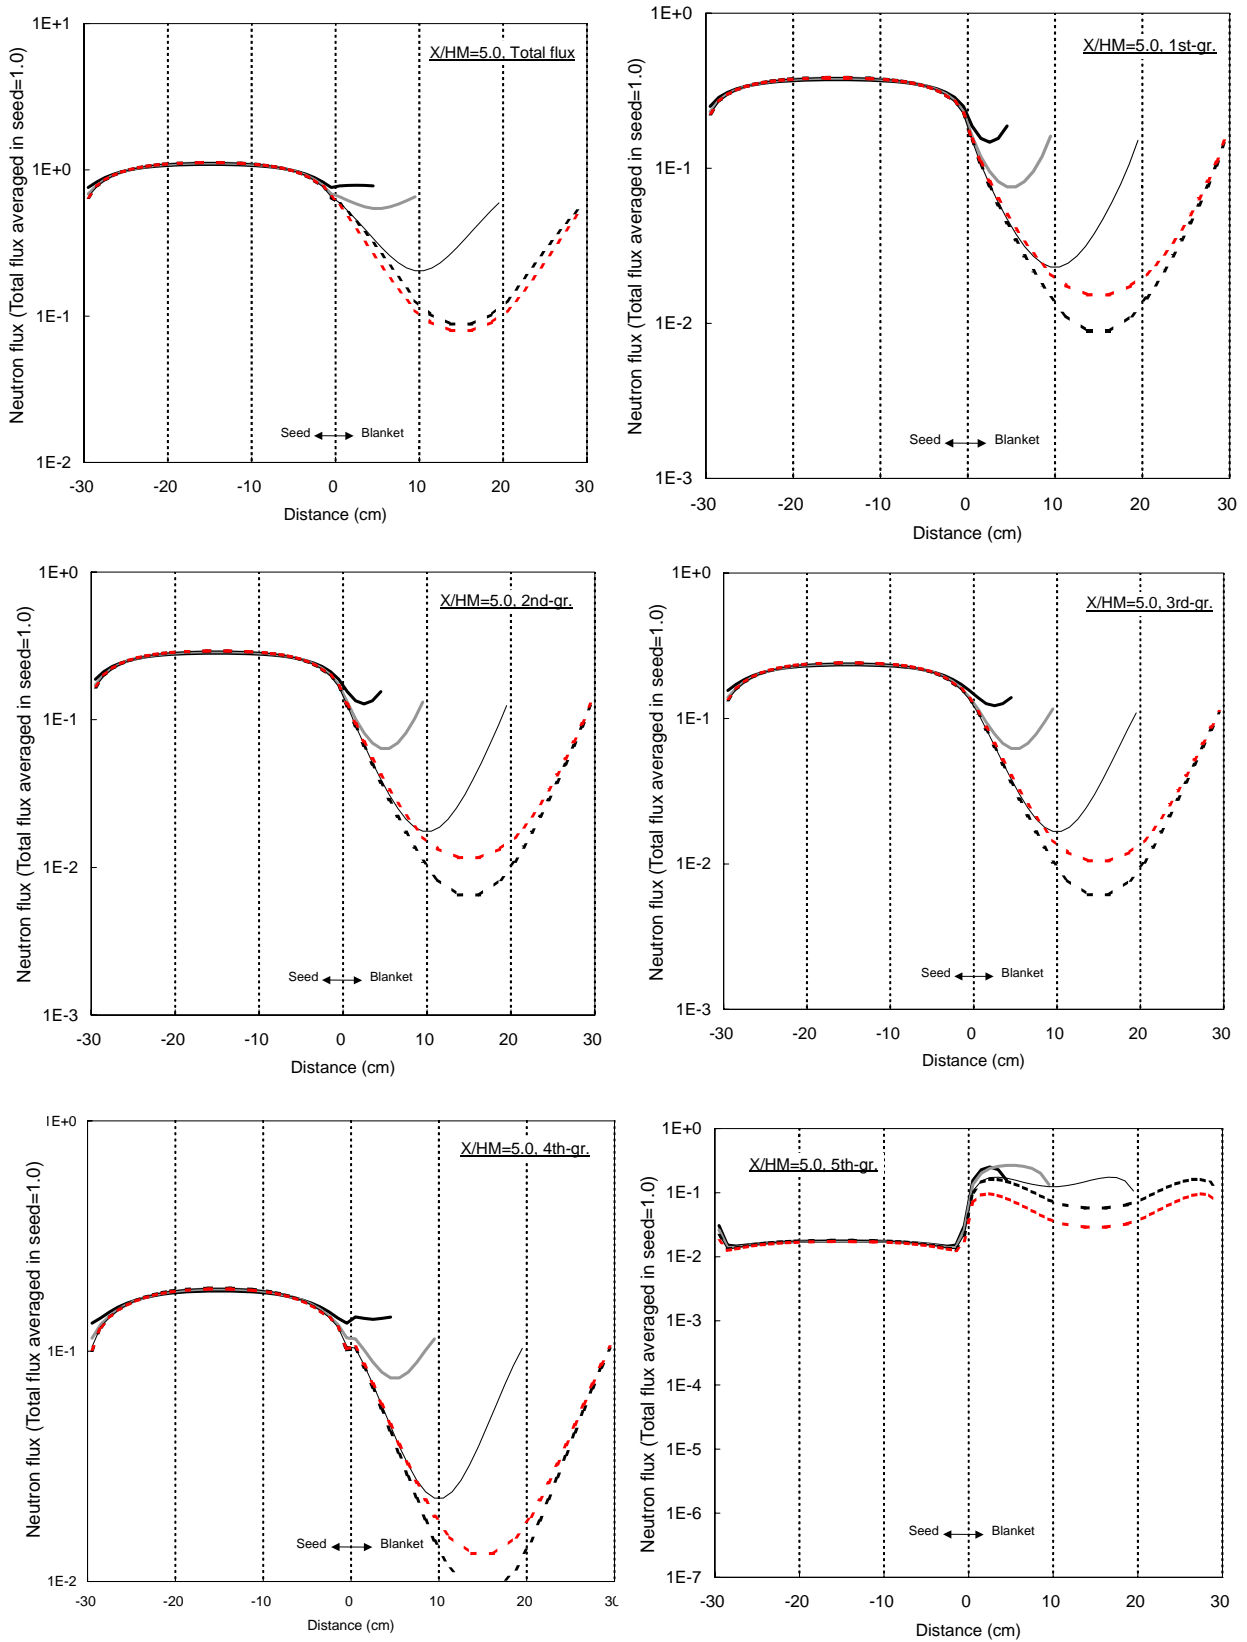 Neutron flux (Total flux averaged in seed=1.0)
1E+1
1E+0
1E-1
1E-2
X/HM=5.0, Total flux
Seed Blanket
-30 -20 -10 0 10 20 30
Distance (cm)
Neutron flux (Total flux averaged in seed=1.0)
1E+0
1E-1
1E-2
1E-3
X/HM=5.0, 1st-gr.
Seed Blanket
-30 -20 -10 0 10 20 30
Distance (cm)
Neutron flux (Total flux averaged in seed=1.0)
1E+0
1E-1
1E-2
1E-3
X/HM=5.0, 2nd-gr.
Seed Blanket
-30 -20 -10 0 10 20 30
Distance (cm)
Neutron flux (Total flux averaged in seed=1.0)
1E+0
1E-1
1E-2
1E-3
X/HM=5.0, 3rd-gr.
Seed Blanket
-30 -20 -10 0 10 20 30
Distance (cm)
Neutron flux (Total flux averaged in seed=1.0)
1E+0
1E-1
1E-2
X/HM=5.0, 4th-gr.
Seed Blanket
-30 -20 -10 0 10 20 30
Distance (cm)
Neutron flux (Total flux averaged in seed=1.0)
1E+0
1E-1
1E-2
1E-3
1E-4
1E-5
1E-6
1E-7
X/HM=5.0, 5th-gr.
Seed Blanket
-30 -20 -10 0 10 20 30
Distance (cm)